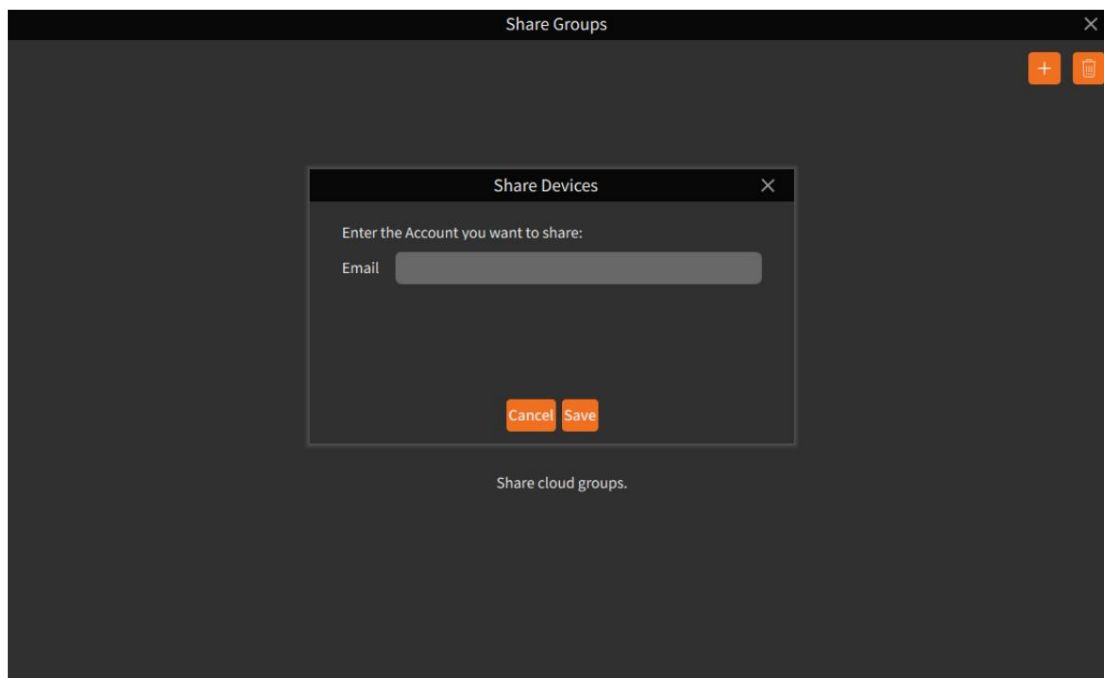 Share Groups
Share Devices
Enter the Account you want to share:
Email
Cancel Save
Share cloud groups.